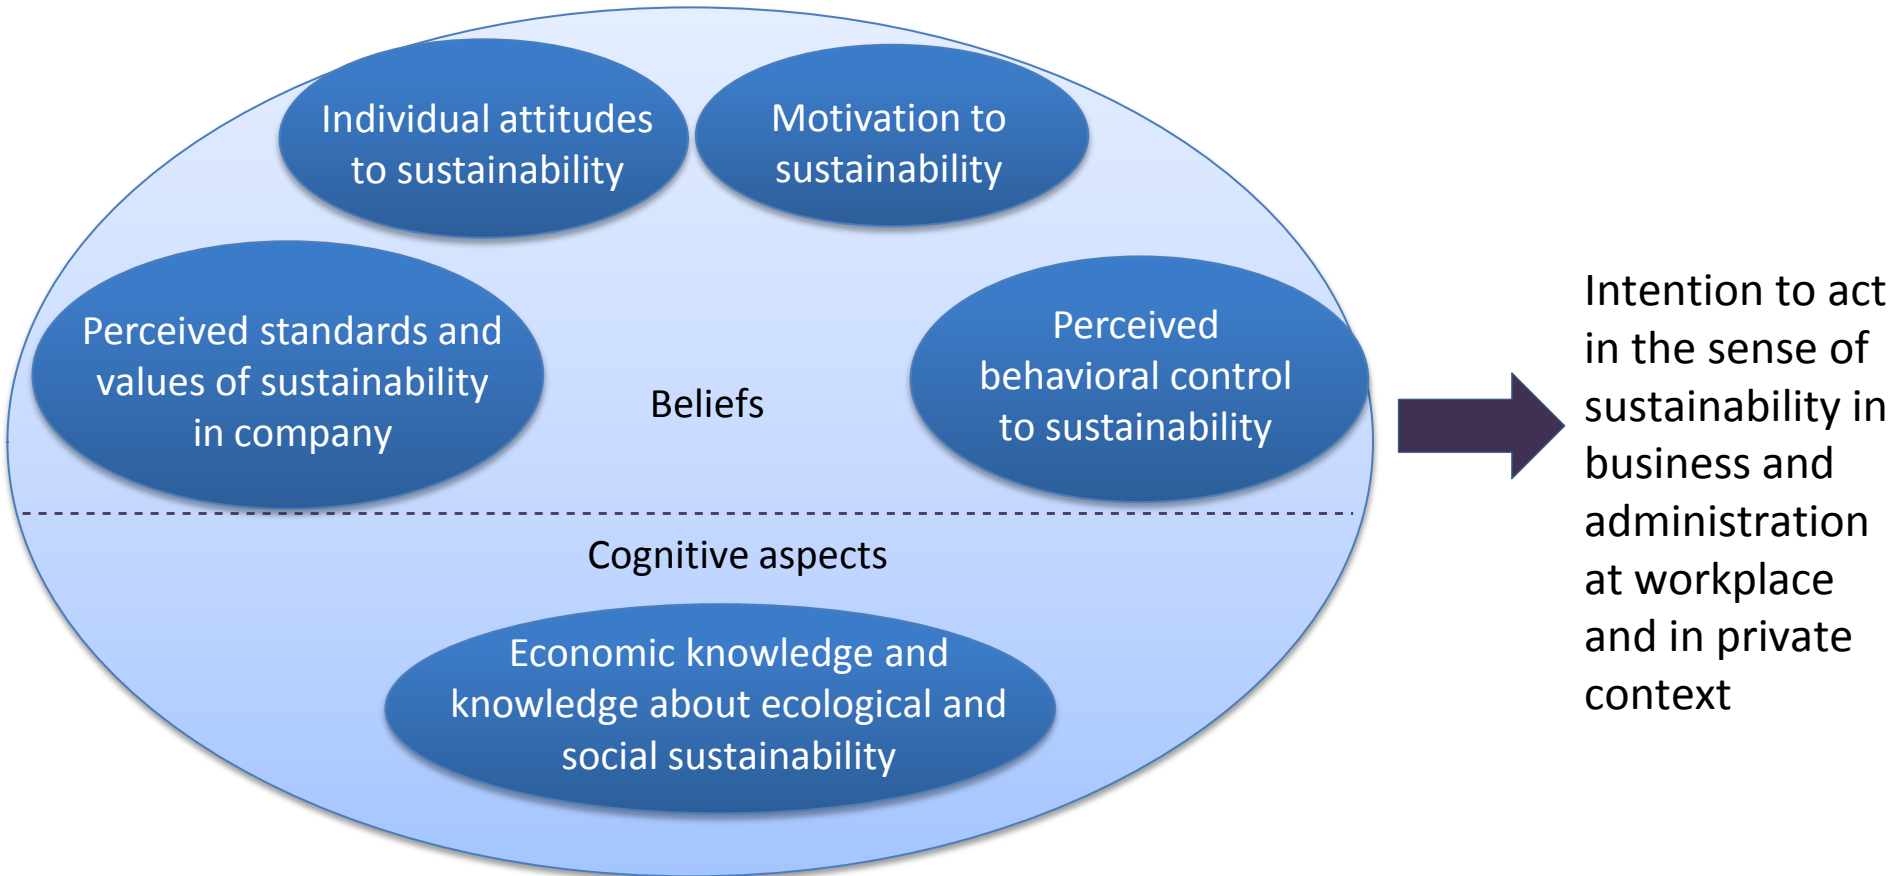 Individual attitudes
to sustainability
Motivation to
sustainability
Perceived standards and
values of sustainability
in company
Perceived
behavioral control
to sustainability
Beliefs
Cognitive aspects
Economic knowledge and
knowledge about ecological and
social sustainability
Intention to act
in the sense of
sustainability in
business and
administration
at workplace
and in private
context